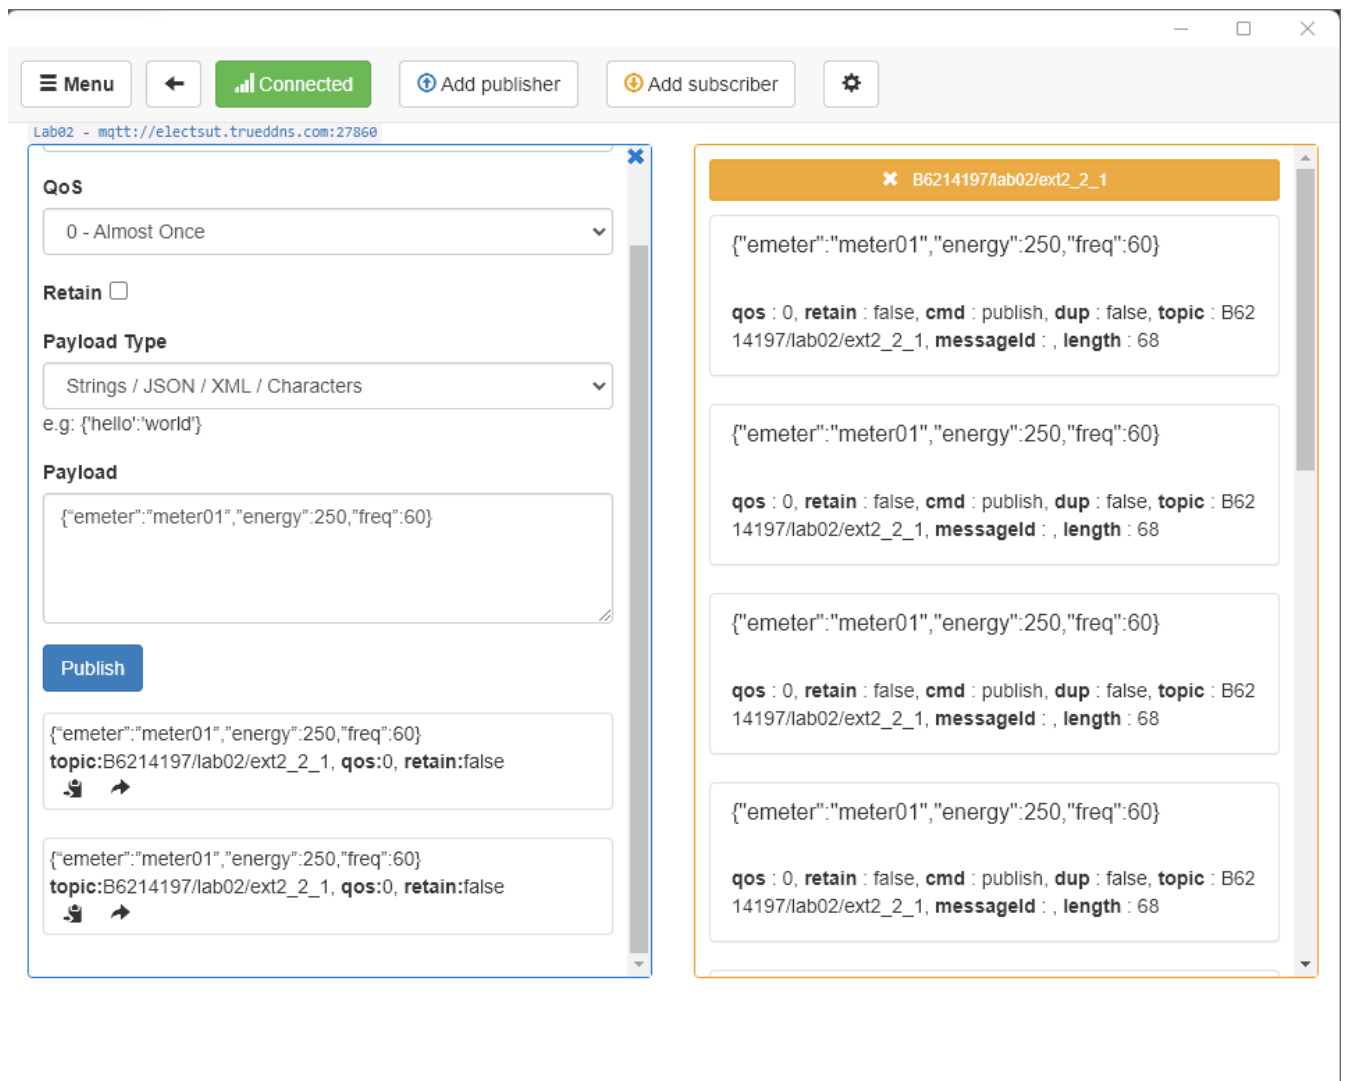 Menu
Connected
Add publisher
Add subscriber
Lab02 - mqtt://electsut.trueddns.com:27860
QoS
0 - Almost Once
Retain
Payload Type
Strings / JSON / XML / Characters
e.g: {'hello':'world'}
Payload
{“emeter”:”meter01”,”energy”:250,”freq”:60}
Publish
{“emeter”:”meter01”,”energy”:250,”freq”:60}
topic:B6214197/lab02/ext2_2_1, qos:0, retain:false
{“emeter”:”meter01”,”energy”:250,”freq”:60}
topic:B6214197/lab02/ext2_2_1, qos:0, retain:false
B6214197/lab02/ext2_2_1
{"emeter":"meter01","energy":250,"freq":60}
qos : 0, retain : false, cmd : publish, dup : false, topic : B62
14197/lab02/ext2_2_1, messageId : , length : 68
{"emeter":"meter01","energy":250,"freq":60}
qos : 0, retain : false, cmd : publish, dup : false, topic : B62
14197/lab02/ext2_2_1, messageId : , length : 68
{"emeter":"meter01","energy":250,"freq":60}
qos : 0, retain : false, cmd : publish, dup : false, topic : B62
14197/lab02/ext2_2_1, messageId : , length : 68
{"emeter":"meter01","energy":250,"freq":60}
qos : 0, retain : false, cmd : publish, dup : false, topic : B62
14197/lab02/ext2_2_1, messageId : , length : 68